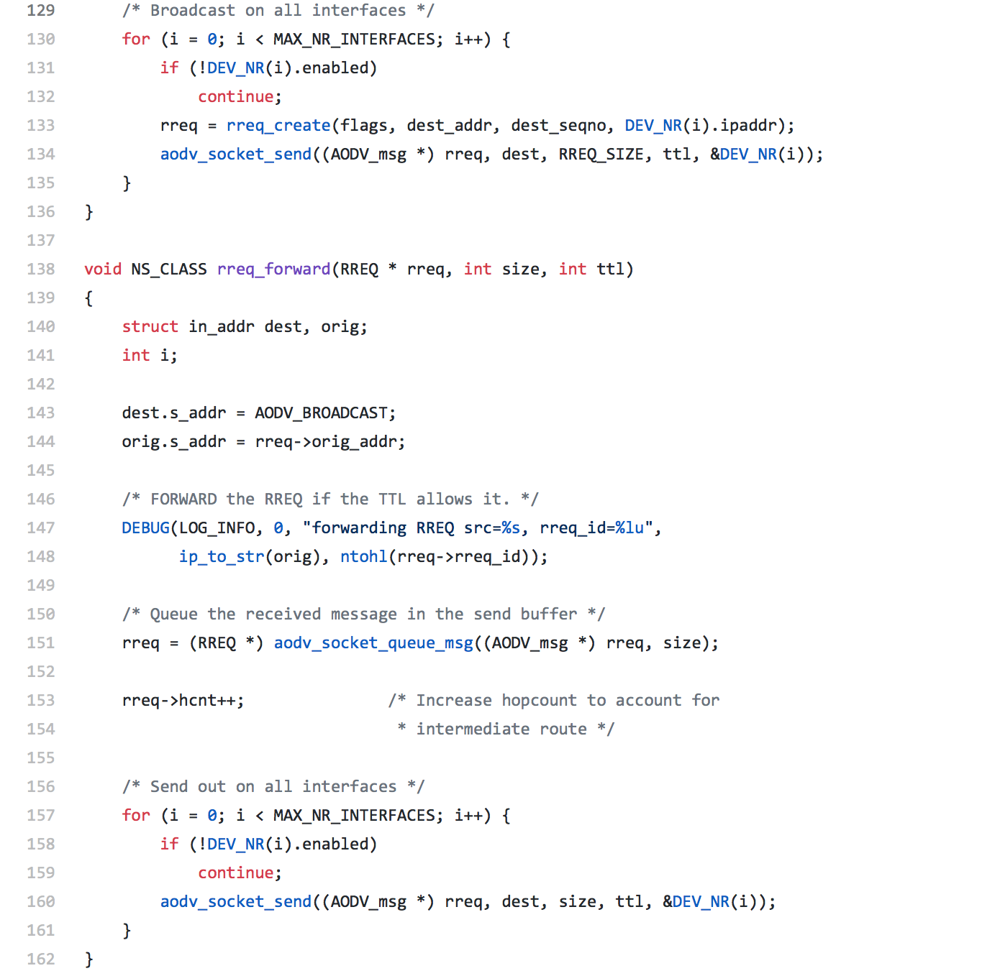 129 /* Broadcast on all interfaces */
130 for (i = 0; i < MAX_NR_INTERFACES; i++) {
131 if (!DEV_NR(i).enabled)
132 continue;
133 rreq = rreq_create(flags, dest_addr, dest_seqno, DEV_NR(i).ipaddr);
134 aodv_socket_send((AODV_msg *) rreq, dest, RREQ_SIZE, ttl, &DEV_NR(i));
135 }
136 }
137
138 void NS_CLASS rreq_forward(RREQ * rreq, int size, int ttl)
139 {
140 struct in_addr dest, orig;
141 int i;
142
143 dest.s_addr = AODV_BROADCAST;
144 orig.s_addr = rreq->orig_addr;
145
146 /* FORWARD the RREQ if the TTL allows it. */
147 DEBUG(LOG_INFO, 0, "forwarding RREQ src=%s, rreq_id=%lu",
148 ip_to_str(orig), ntohl(rreq->rreq_id));
149
150 /* Queue the received message in the send buffer */
151 rreq = (RREQ *) aodv_socket_queue_msg((AODV_msg *) rreq, size);
152
153 rreq->hcnt++; /* Increase hopcount to account for
154 * intermediate route */
155
156 /* Send out on all interfaces */
157 for (i = 0; i < MAX_NR_INTERFACES; i++) {
158 if (!DEV_NR(i).enabled)
159 continue;
160 aodv_socket_send((AODV_msg *) rreq, dest, size, ttl, &DEV_NR(i));
161 }
162 }